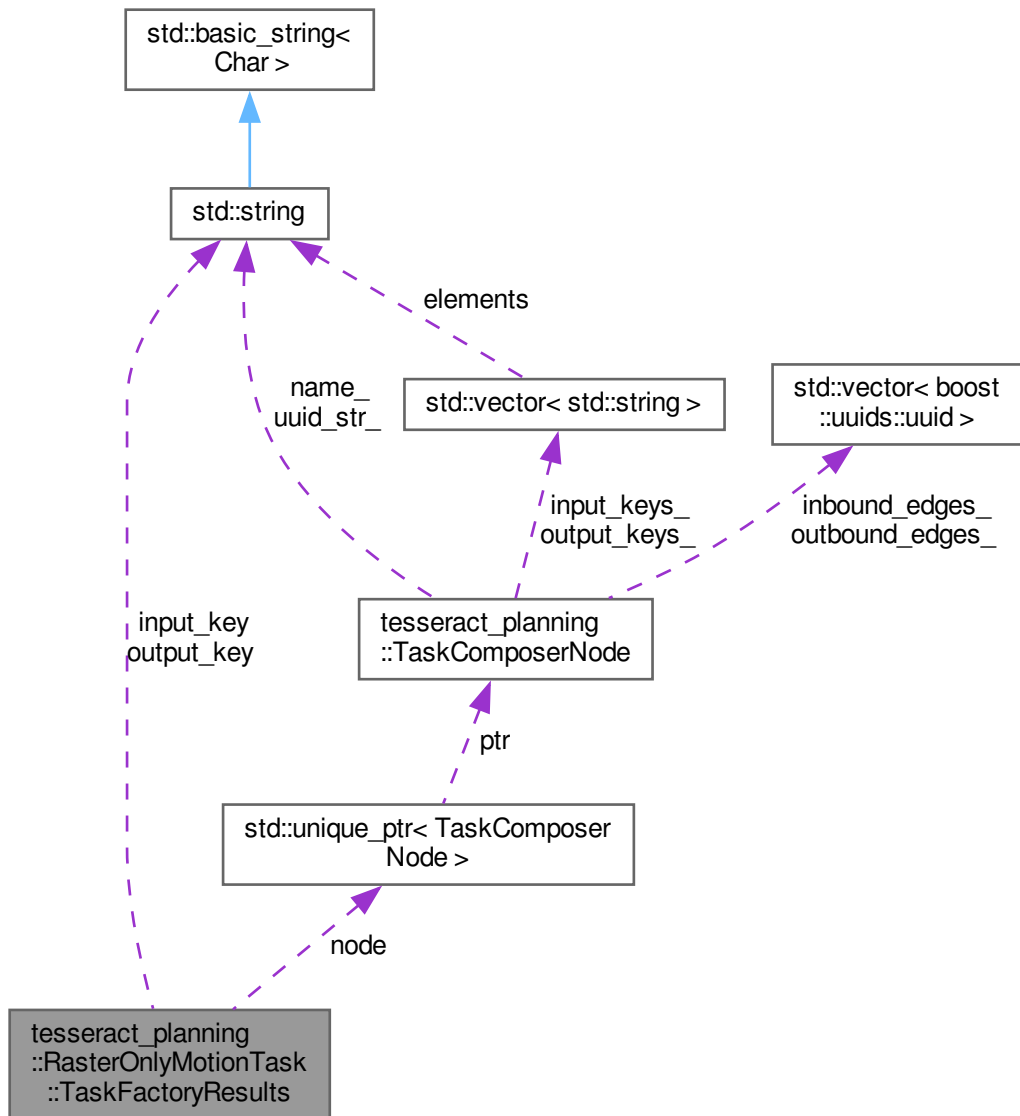 std::basic_string<
Char >
std::string
elements
name_
uuid_str_
std::vector< std::string >
std::vector< boost
::uuids::uuid >
input_keys_
output_keys_
inbound_edges_
outbound_edges_
input_key
output_key
tesseract_planning
::TaskComposerNode
ptr
std::unique_ptr< TaskComposer
Node >
node
tesseract_planning
::RasterOnlyMotionTask
::TaskFactoryResults